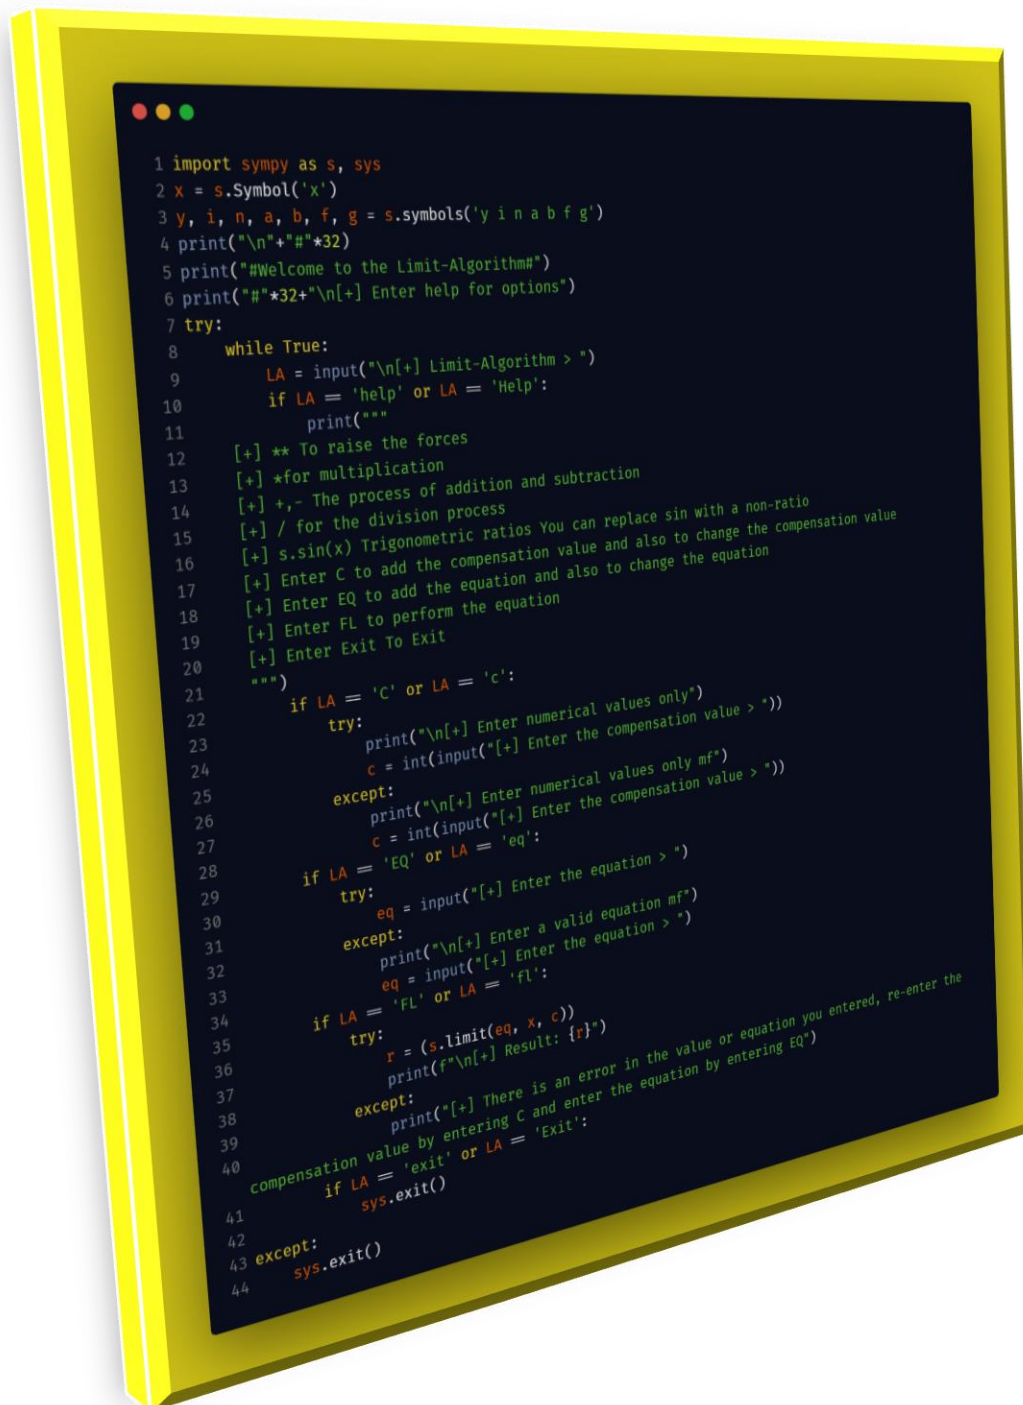 1 import sympy as s, sys
2 x = s.Symbol('x')
3 y, i, n, a, b, f, g = s.symbols('y i n a b f g')
4 print("\n"+"#"*32)
5 print("#Welcome to the Limit-Algorithm#")
6 print("#"*32+"\n[+] Enter help for options")
7 try:
8     while True:
9         LA = input("\n[+] Limit-Algorithm > ")
10         if LA == 'help' or LA == 'Help':
11             print("""
12     [+] ** To raise the forces
13     [+] *for multiplication
14     [+] +,- The process of addition and subtraction
15     [+] / for the division process
16     [+] s.sin(x) Trigonometric ratios You can replace sin with a non-ratio
17     [+] Enter C to add the compensation value and also to change the compensation value
18     [+] Enter EQ to add the equation and also to change the equation
19     [+] Enter FL to perform the equation
20     [+] Enter Exit To Exit
21     """)
22         if LA == 'C' or LA == 'c':
23             try:
24                 print("\n[+] Enter numerical values only")
25                 c = int(input("[+] Enter the compensation value > "))
26             except:
27                 print("\n[+] Enter numerical values only mf")
28                 c = int(input("[+] Enter the compensation value > "))
29         if LA == 'EQ' or LA == 'eq':
30             try:
31                 eq = input("[+] Enter the equation > ")
32             except:
33                 print("\n[+] Enter a valid equation mf")
34                 eq = input("[+] Enter the equation > ")
35         if LA == 'FL' or LA == 'fl':
36             try:
37                 r = (s.limit(eq, x, c))
38                 print(f"\n[+] Result: {r}")
39             except:
40                 print("[+] There is an error in the value or equation you entered, re-enter the
compensation value by entering C and enter the equation by entering EQ")
41         if LA == 'exit' or LA == 'Exit':
42             sys.exit()
43 except:
44     sys.exit()